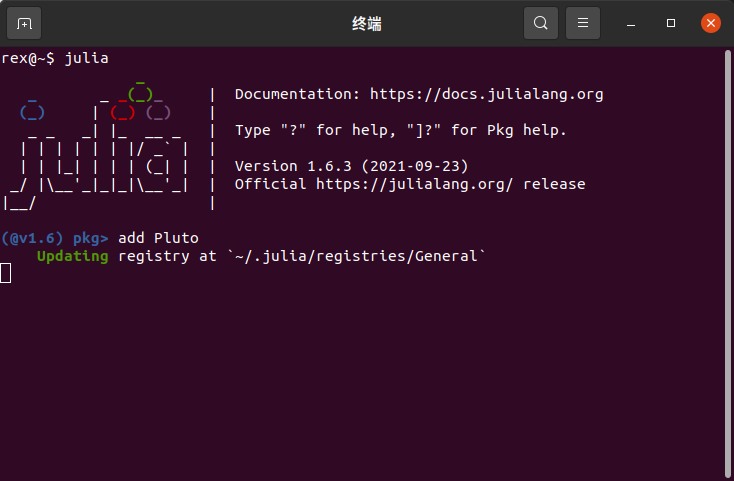 终端
rex@~$ julia
Documentation: https://docs.julialang.org
Type "?" for help, "]?" for Pkg help.
Version 1.6.3 (2021-09-23)
Official https://julialang.org/ release
(@v1.6) pkg> add Pluto
Updating registry at `~/.julia/registries/General`